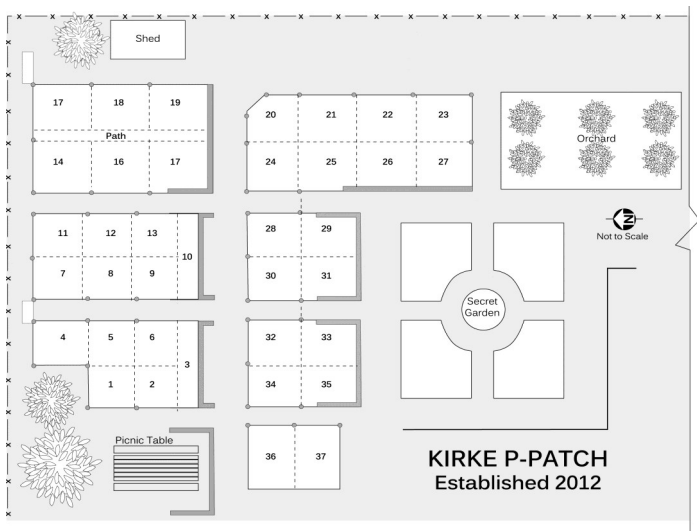 Shed
17 18 19
Path
14 16 17
20 21 22 23
24 25 26 27
Orchard
N
Not to Scale
11 12 13
10
7 8 9
28 29
30 31
Secret
Garden
4 5 6
3
1 2
32 33
34 35
Picnic Table
36 37
KIRKE P-PATCH
Established 2012